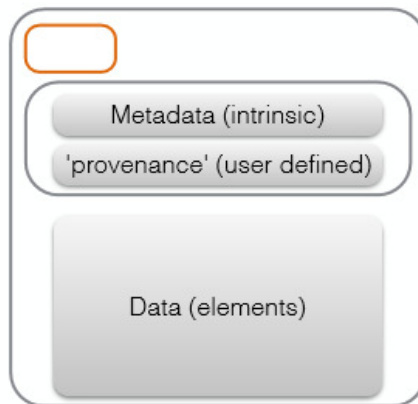 Metadata (intrinsic)
'provenance' (user defined)
Data (elements)